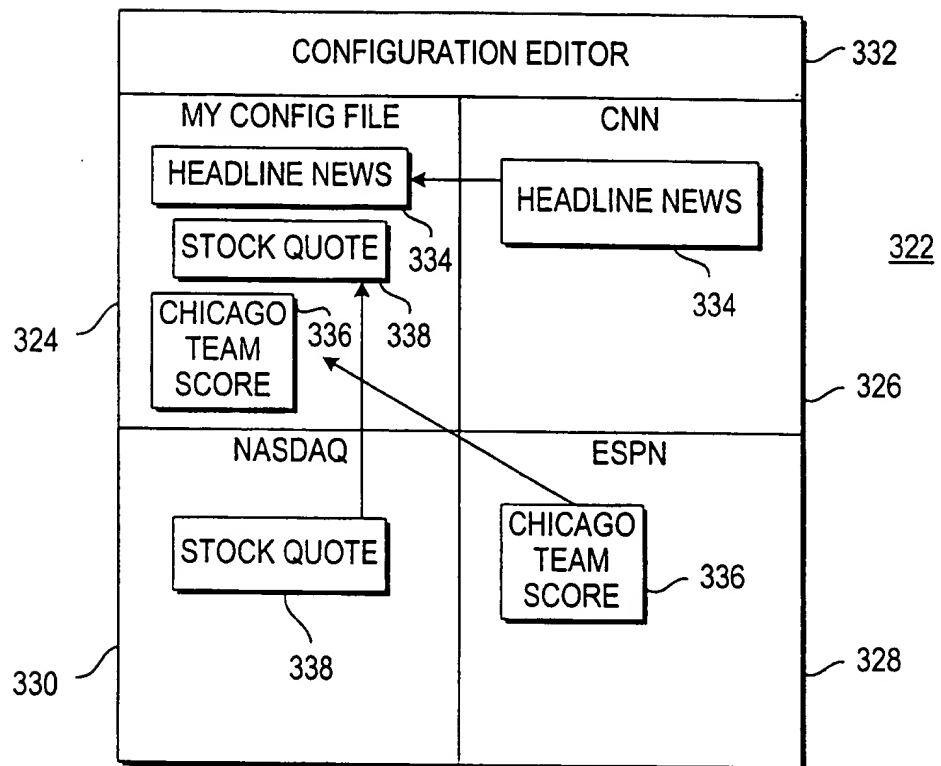 CONFIGURATION EDITOR
332
MY CONFIG FILE
CNN
HEADLINE NEWS
HEADLINE NEWS
334
STOCK QUOTE
334
322
338
CHICAGO
TEAM
SCORE
336
324
326
NASDAQ
ESPN
STOCK QUOTE
CHICAGO
TEAM
SCORE
336
338
330
328